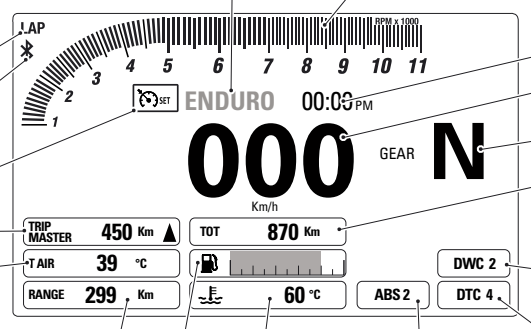 LAP
RPM x 1000
1 2 3 4 5 6 7 8 9 10 11
SET ENDURO 00:00 PM
000
GEAR N
Km/h
TRIP MASTER 450 Km
TOT 870 Km
T AIR 39 °C
DWC 2
RANGE 299 Km
60 °C
ABS 2
DTC 4